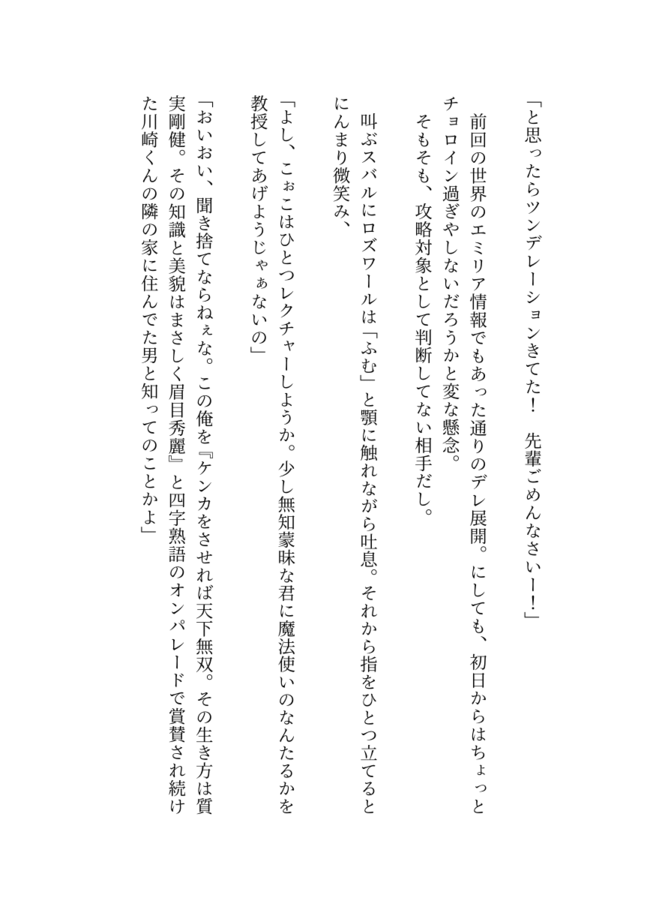 「と思ったらツンデレーションきてた！　先輩ごめんなさいー！」
　前回の世界のエミリア情報でもあった通りのデレ展開。にしても、初日からはちょっと
チョロイン過ぎやしないだろうかと変な懸念。
　そもそも、攻略対象として判断してない相手だし。
　叫ぶスバルにロズワールは「ふむ」と顎に触れながら吐息。それから指をひとつ立てると
にんまり微笑み、
「よし、こぉこはひとつレクチャーしようか。少し無知蒙昧な君に魔法使いのなんたるかを
教授してあげようじゃぁないの」
「おいおい、聞き捨てならねぇな。この俺を『ケンカをさせれば天下無双。その生き方は質
実剛健。その知識と美貌はまさしく眉目秀麗』と四字熟語のオンパレードで賞賛され続け
た川崎くんの隣の家に住んでた男と知ってのことかよ」